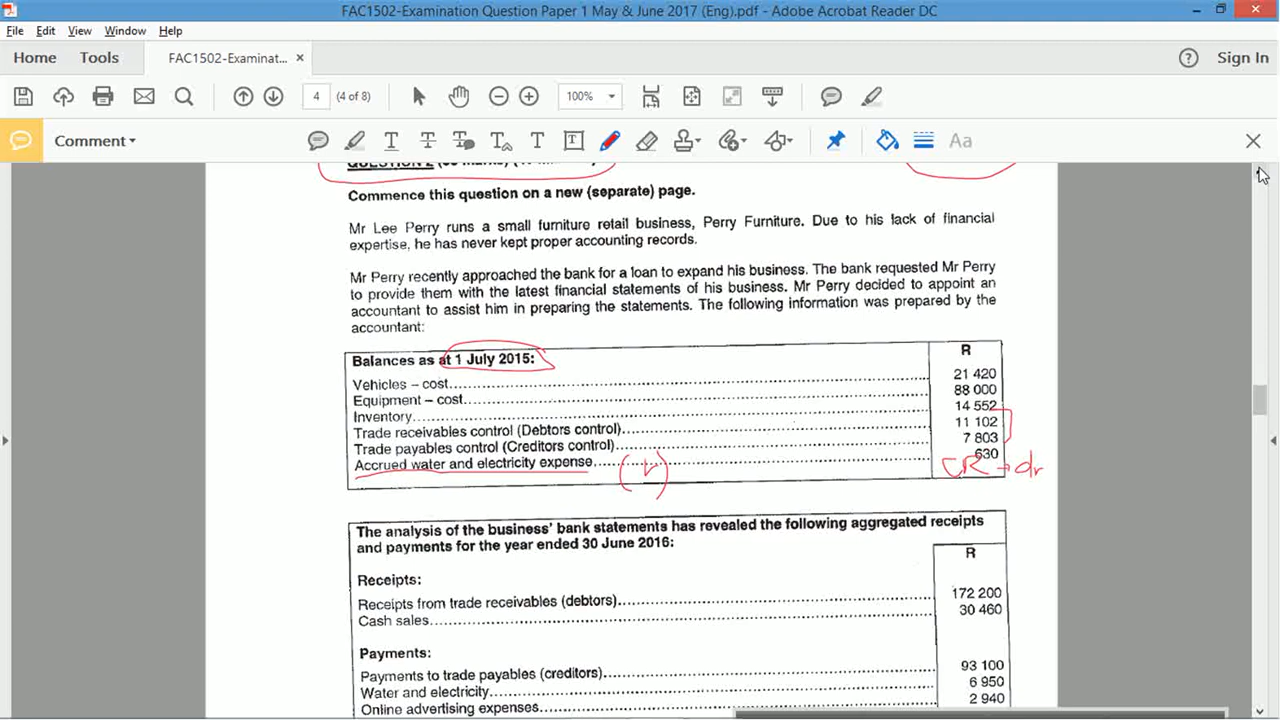 FAC1502-Examination Question Paper 1 May & June 2017 (Eng).pdf - Adobe Acrobat Reader DC
File Edit View Window Help
Home Tools FAC1502-Examinat... × Sign In
4 (4 of 8) 100%
Comment
Commence this question on a new (separate) page.
Mr Lee Perry runs a small furniture retail business, Perry Furniture. Due to his lack of financial
expertise, he has never kept proper accounting records.
Mr Perry recently approached the bank for a loan to expand his business. The bank requested Mr Perry
to provide them with the latest financial statements of his business. Mr Perry decided to appoint an
accountant to assist him in preparing the statements. The following information was prepared by the
accountant:
Balances as at 1 July 2015: R
Vehicles – cost 21 420
Equipment – cost 88 000
Inventory 14 552
Trade receivables control (Debtors control) 11 102
Trade payables control (Creditors control) 7 803
Accrued water and electricity expense 630
CR → dr
The analysis of the business' bank statements has revealed the following aggregated receipts
and payments for the year ended 30 June 2016:
R
Receipts:
Receipts from trade receivables (debtors) 172 200
Cash sales 30 460
Payments:
Payments to trade payables (creditors) 93 100
Water and electricity 6 950
Online advertising expenses 2 940